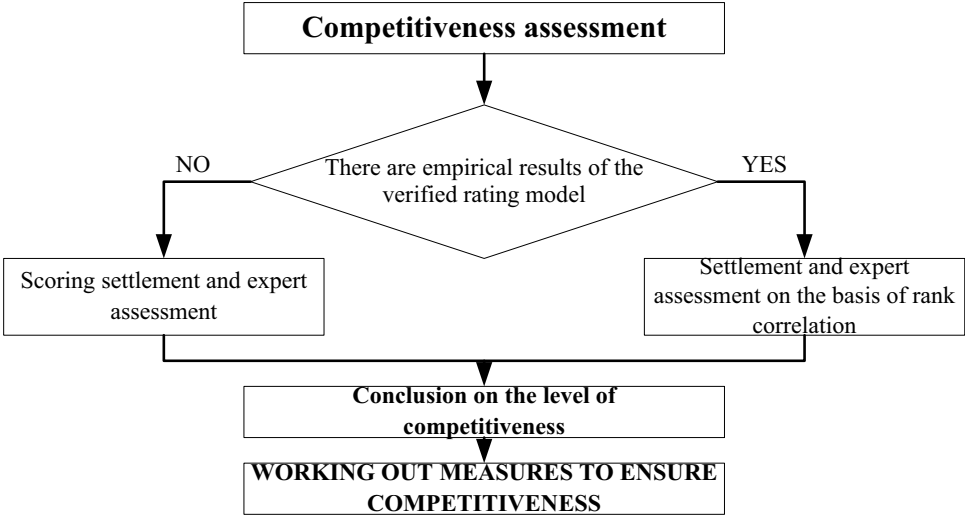 Competitiveness assessment
There are empirical results of the
verified rating model
NO
YES
Scoring settlement and expert
assessment
Settlement and expert
assessment on the basis of rank
correlation
Conclusion on the level of
competitiveness
WORKING OUT MEASURES TO ENSURE
COMPETITIVENESS